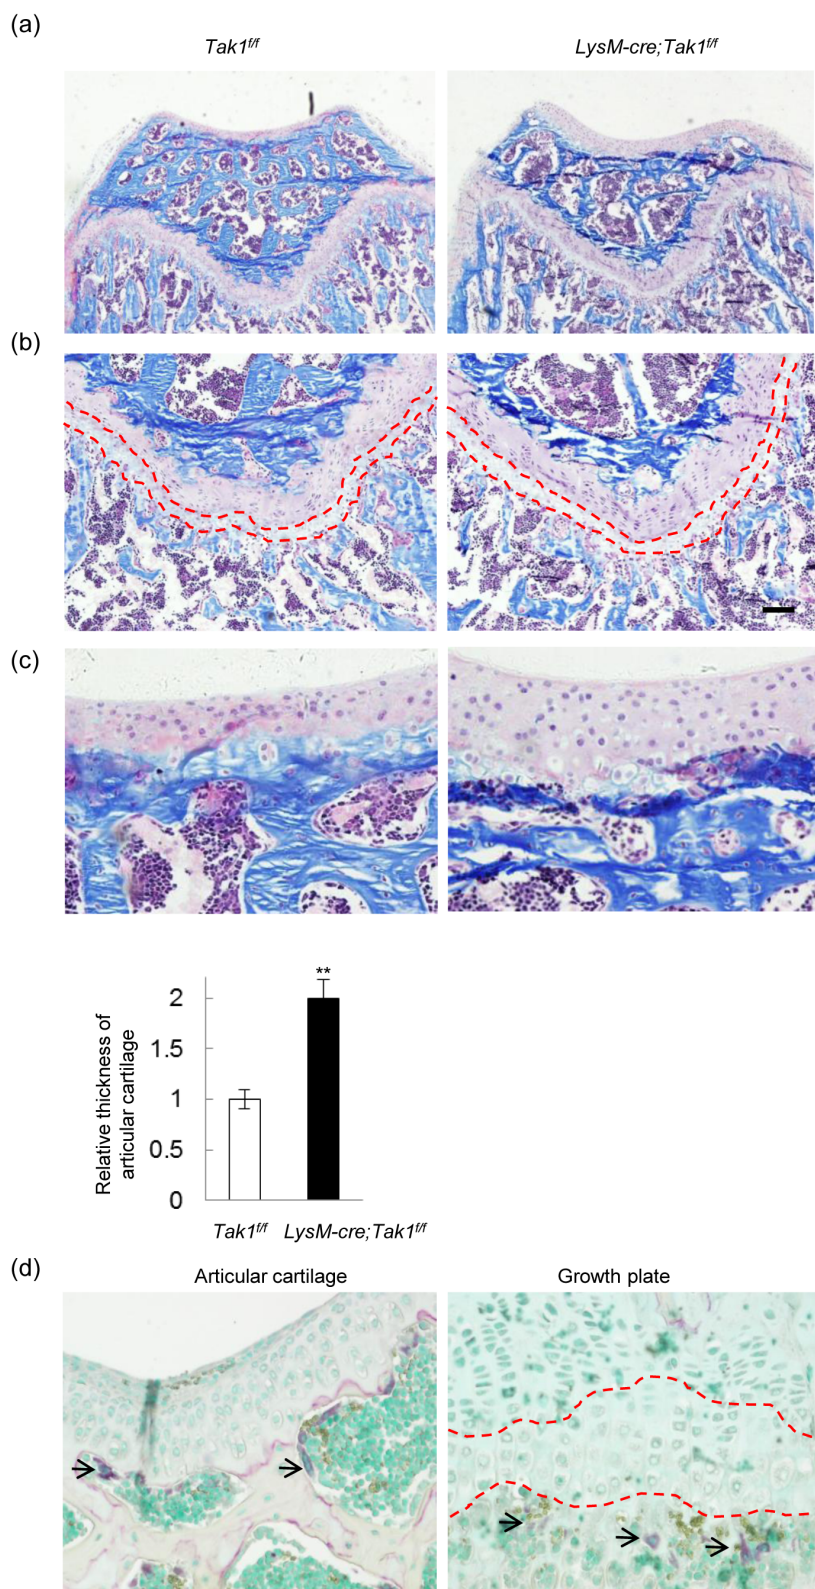 (a)
Tak1f/f LysM-cre;Tak1f/f
(b)
(c)
Relative thickness of
articular cartilage
2
1.5
1
0.5
0
**
Tak1f/f LysM-cre;Tak1f/f
(d)
Articular cartilage Growth plate